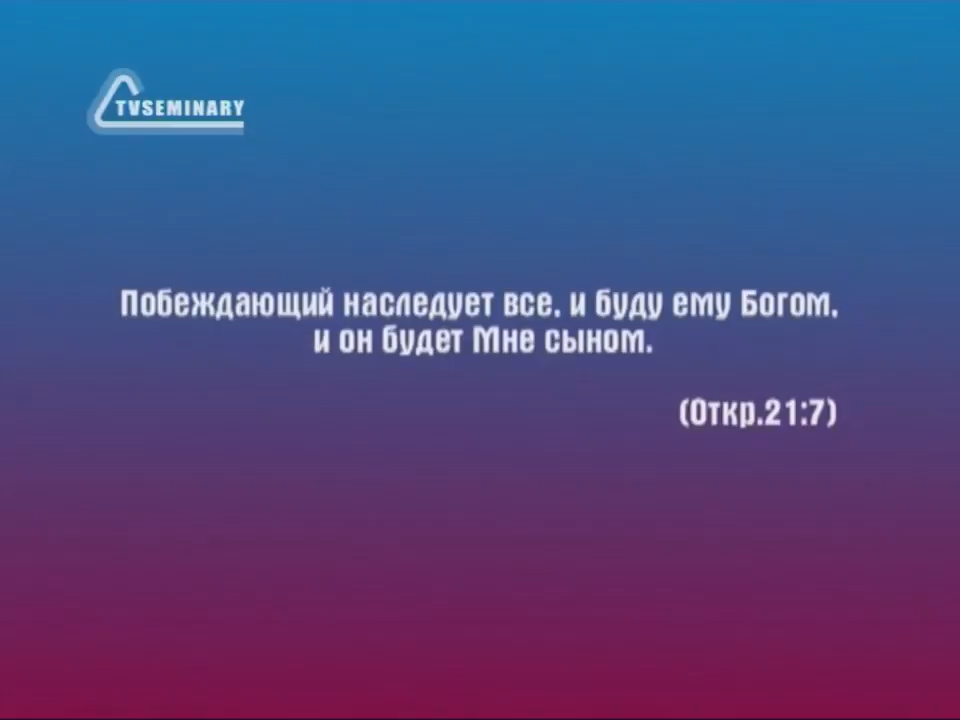 TVSEMINARY
Побеждающий наследует все, и буду ему Богом,
и он будет Мне сыном.
(Откр.21:7)